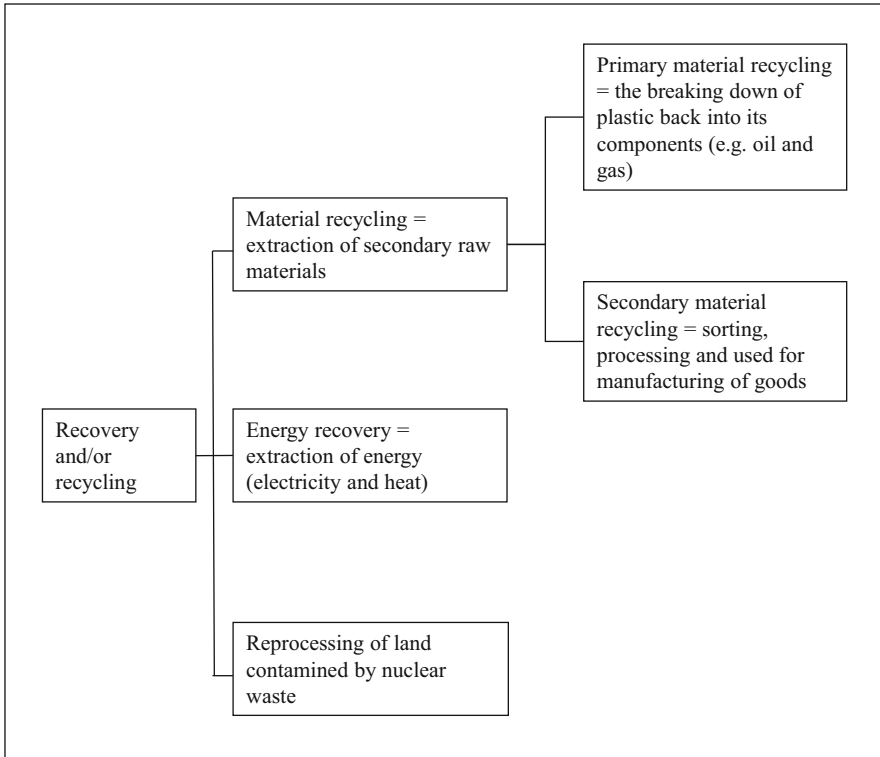 Primary material recycling
= the breaking down of
plastic back into its
components (e.g. oil and
gas)
Material recycling =
extraction of secondary raw
materials
Secondary material
recycling = sorting,
processing and used for
manufacturing of goods
Recovery
and/or
recycling
Energy recovery =
extraction of energy
(electricity and heat)
Reprocessing of land
contamined by nuclear
waste